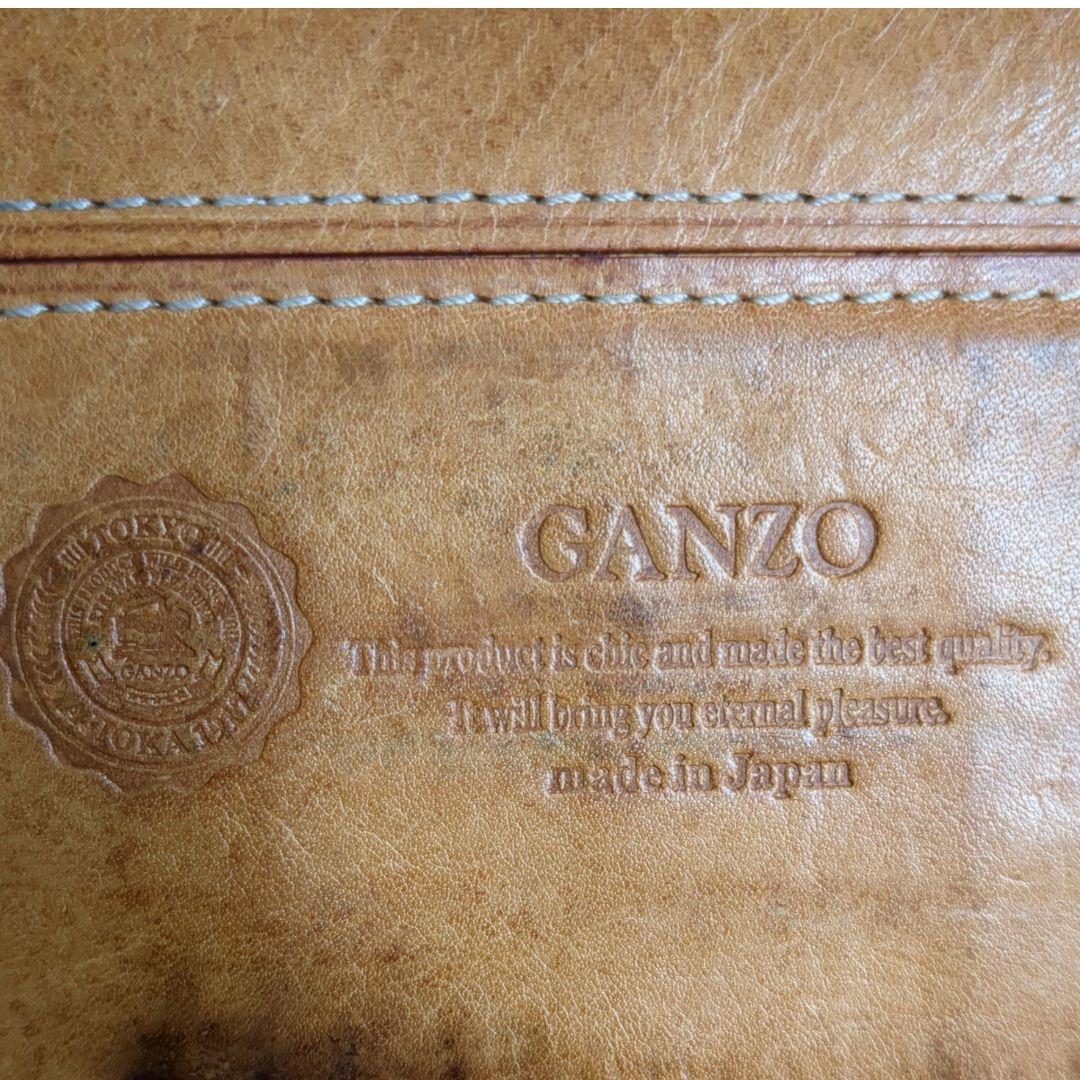 TOKYO
GANZO
GANZO
This product is chic and made the best quality.
It will bring you eternal pleasure.
made in Japan